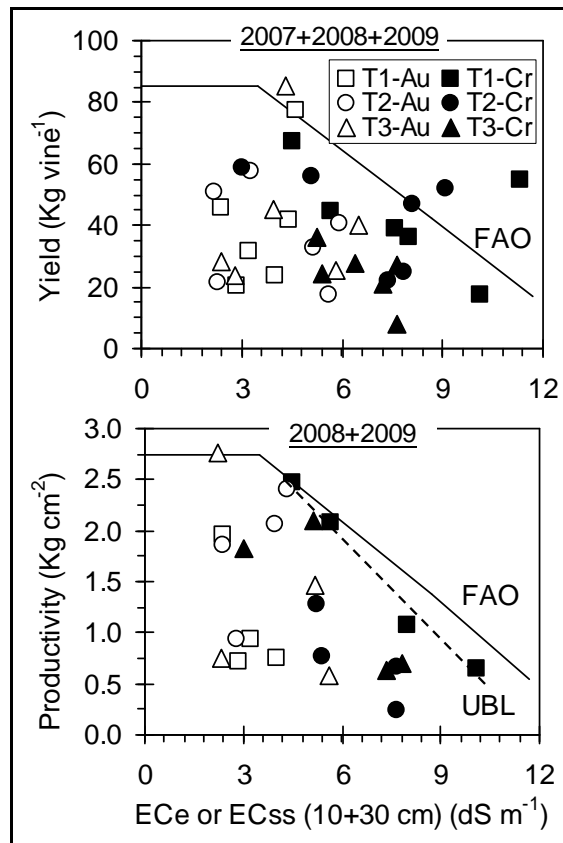 2007+2008+2009
T1-Au T1-Cr
T2-Au T2-Cr
T3-Au T3-Cr
FAO
Yield (Kg vine⁻¹)
100
80
60
40
20
0
0 3 6 9 12
2008+2009
FAO
UBL
Productivity (Kg cm⁻²)
3.0
2.5
2.0
1.5
1.0
0.5
0.0
0 3 6 9 12
ECe or ECss (10+30 cm) (dS m⁻¹)